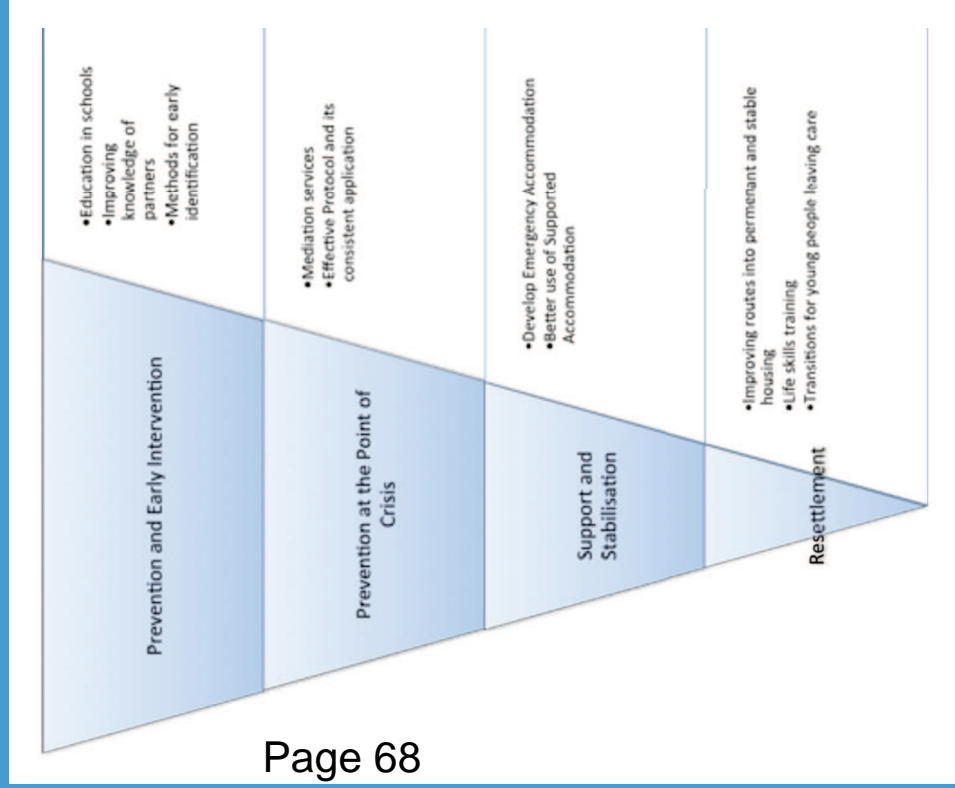 Prevention and Early Intervention
•Education in schools
•Improving
knowledge of
partners
•Methods for early
identification
Prevention at the Point of
Crisis
•Mediation services
•Effective Protocol and its
consistent application
Support and
Stabilisation
•Develop Emergency Accommodation
•Better use of Supported
Accommodation
Resettlement
•Improving routes into permenant and stable
housing
•Life skills training
•Transitions for young people leaving care
Page 68